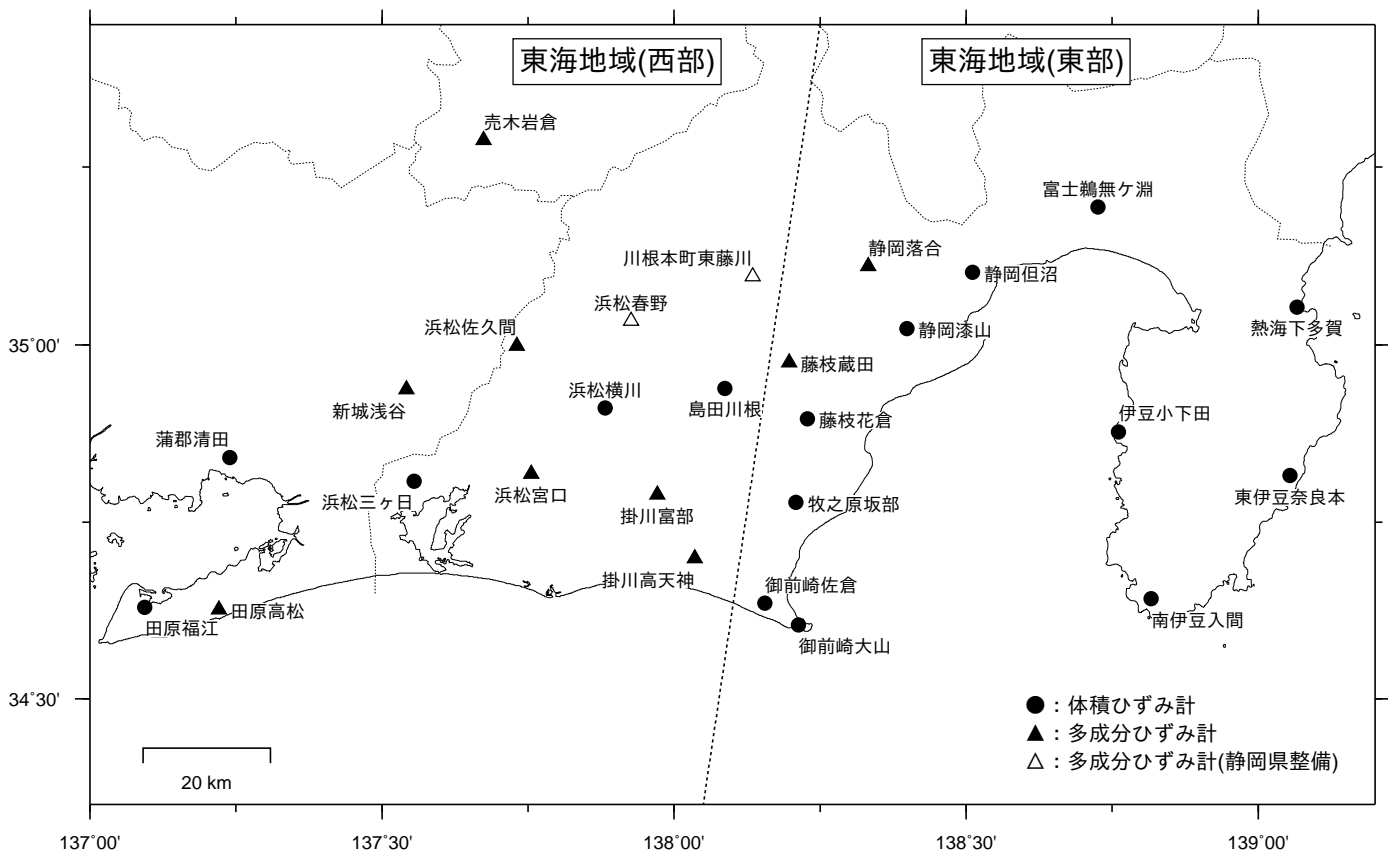 東海地域(西部)
東海地域(東部)
売木岩倉
富士鵜無ケ淵
静岡落合
川根本町東藤川
静岡但沼
浜松春野
浜松佐久間
静岡漆山
熱海下多賀
35°00'
藤枝蔵田
浜松横川
島田川根
新城浅谷
藤枝花倉
伊豆小下田
蒲郡清田
浜松三ヶ日
浜松宮口
牧之原坂部
東伊豆奈良本
掛川富部
掛川高天神
御前崎佐倉
田原高松
田原福江
南伊豆入間
御前崎大山
34°30'
●：体積ひずみ計
▲：多成分ひずみ計
△：多成分ひずみ計(静岡県整備)
20 km
137°00'
137°30'
138°00'
138°30'
139°00'